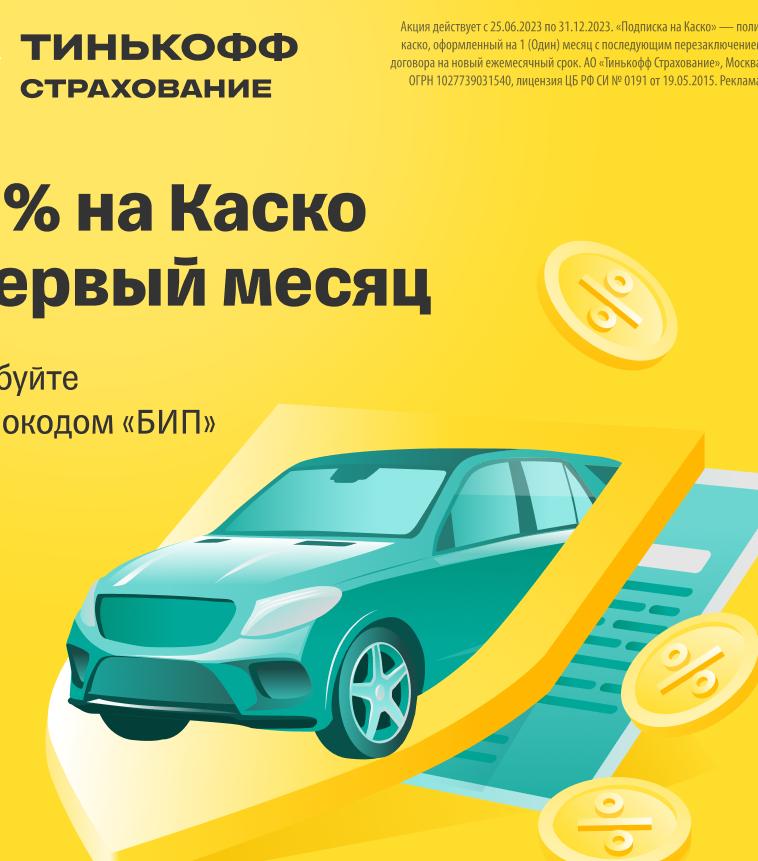 ТИНЬКОФФ
СТРАХОВАНИЕ
Акция действует с 25.06.2023 по 31.12.2023. «Подписка на Каско» — поли
каско, оформленный на 1 (Один) месяц с последующим перезаключением
договора на новый ежемесячный срок. АО «Тинькофф Страхование», Москва
ОГРН 1027739031540, лицензия ЦБ РФ СИ № 0191 от 19.05.2015. Реклама
% на Каско
ервый месяц
буйте
окодом «БИП»